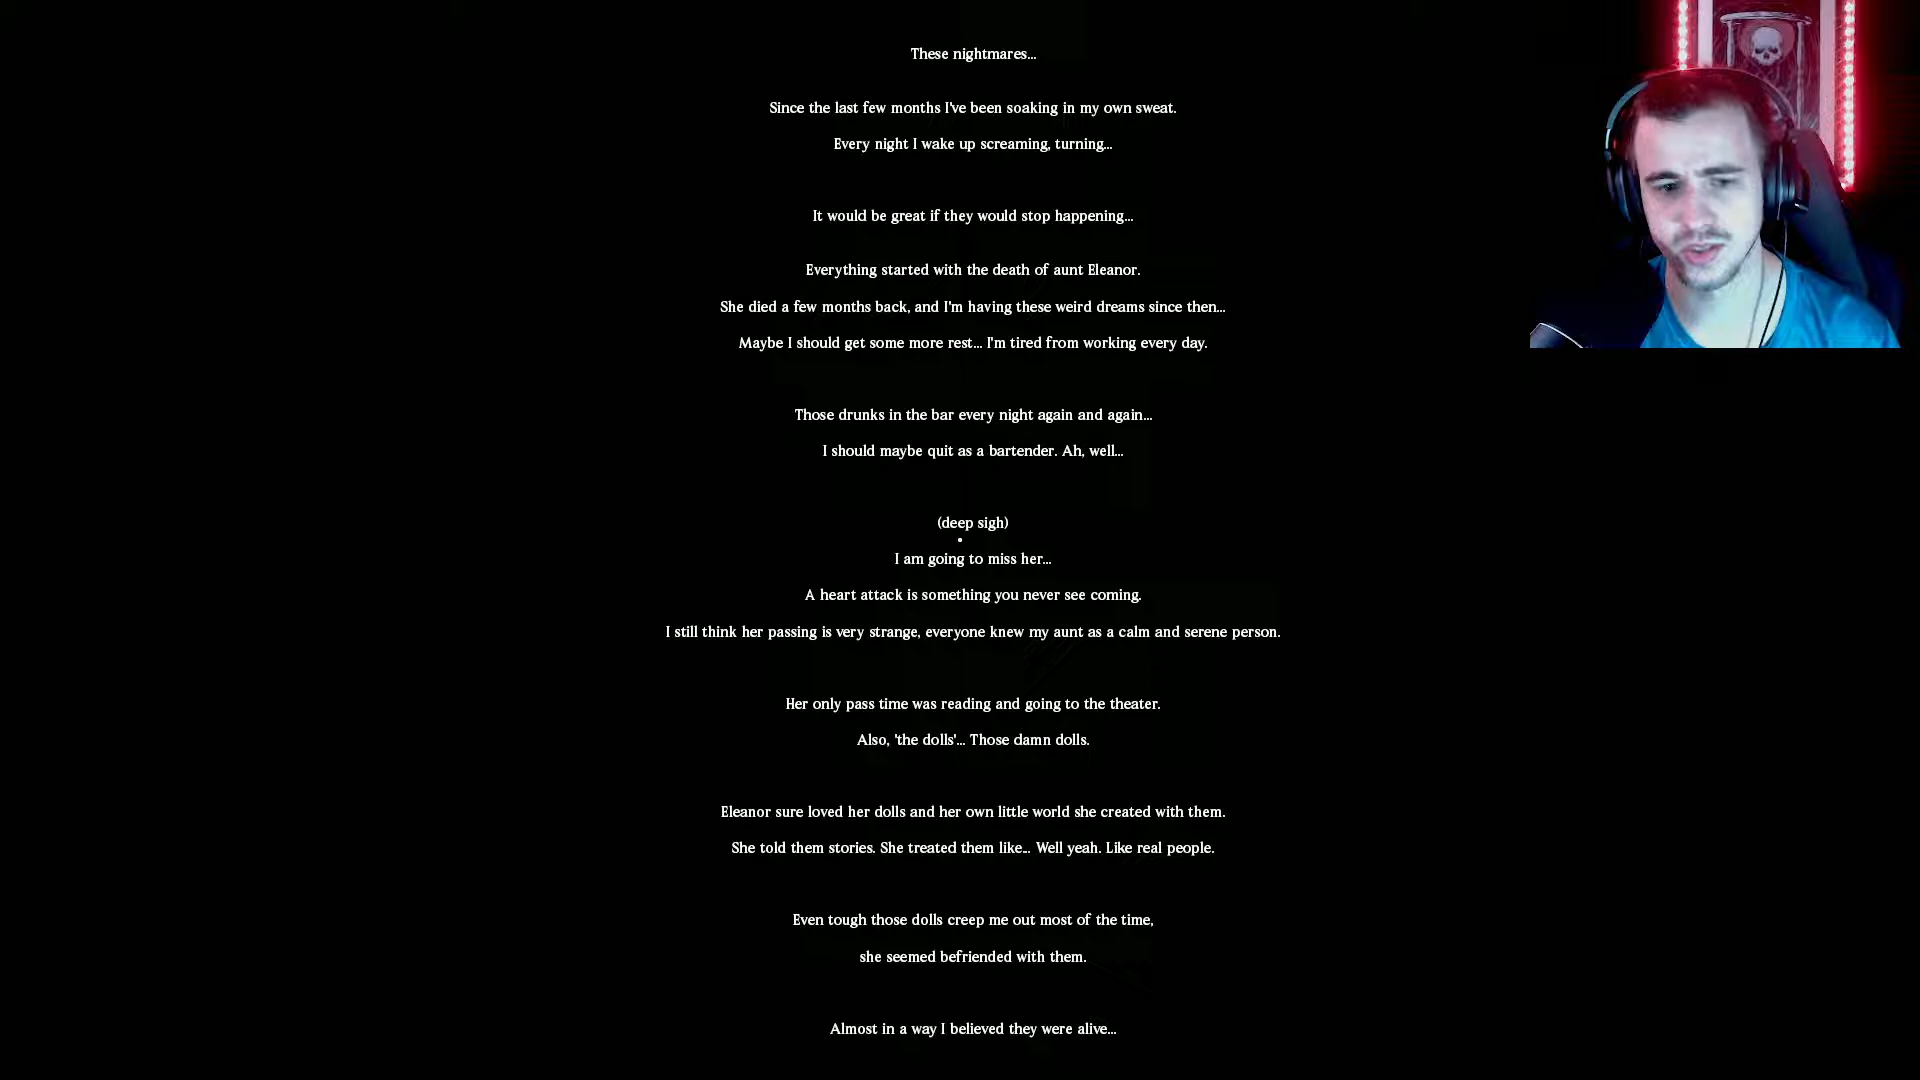 These nightmares...
Since the last few months I've been soaking in my own sweat.
Every night I wake up screaming, turning...
It would be great if they would stop happening...
Everything started with the death of aunt Eleanor.
She died a few months back, and I'm having these weird dreams since then...
Maybe I should get some more rest... I'm tired from working every day.
Those drunks in the bar every night again and again...
I should maybe quit as a bartender. Ah, well...
(deep sigh)
I am going to miss her...
A heart attack is something you never see coming.
I still think her passing is very strange, everyone knew my aunt as a calm and serene person.
Her only pass time was reading and going to the theater.
Also, 'the dolls'... Those damn dolls.
Eleanor sure loved her dolls and her own little world she created with them.
She told them stories. She treated them like... Well yeah. Like real people.
Even tough those dolls creep me out most of the time,
she seemed befriended with them.
Almost in a way I believed they were alive...